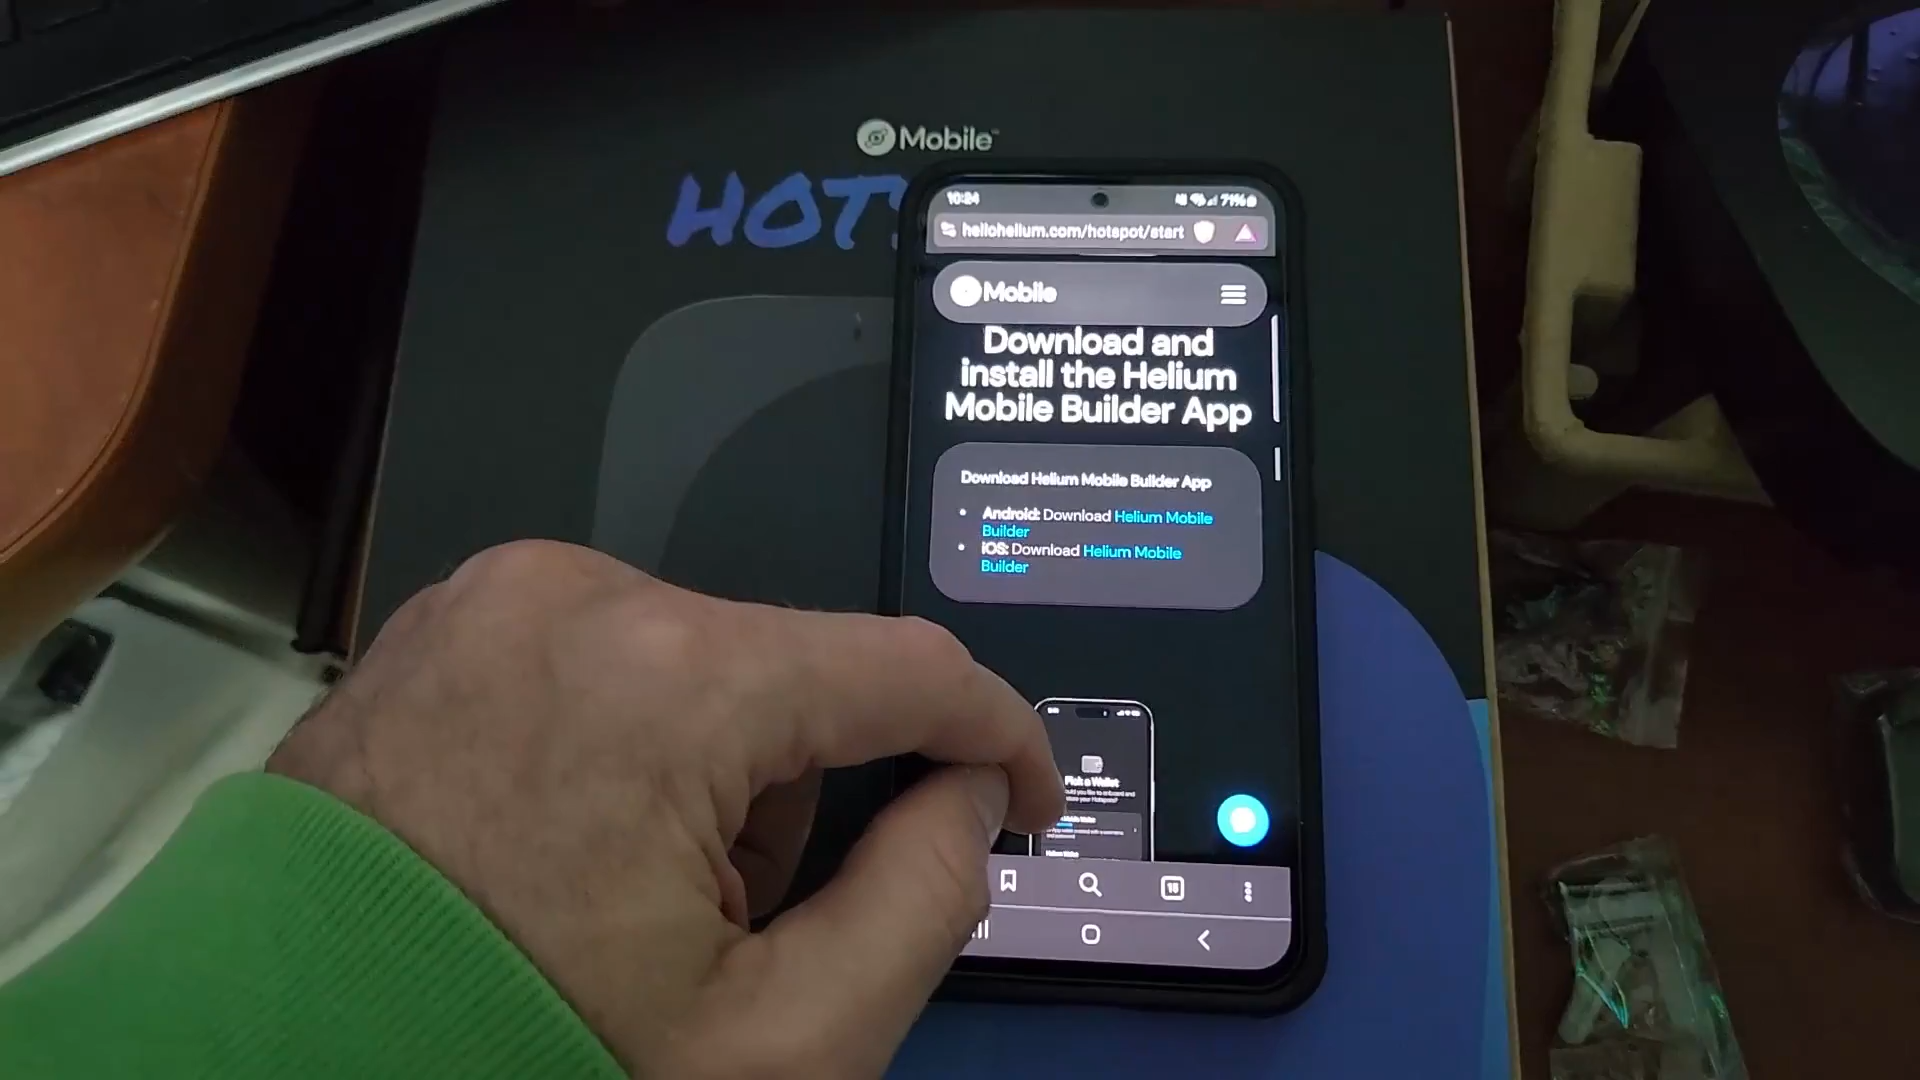 Mobile
HOT
10:24
71%
hellohelium.com/hotspot/start
Mobile
Download and
install the Helium
Mobile Builder App
Download Helium Mobile Builder App
Android: Download Helium Mobile
Builder
iOS: Download Helium Mobile
Builder
Pick a Wallet